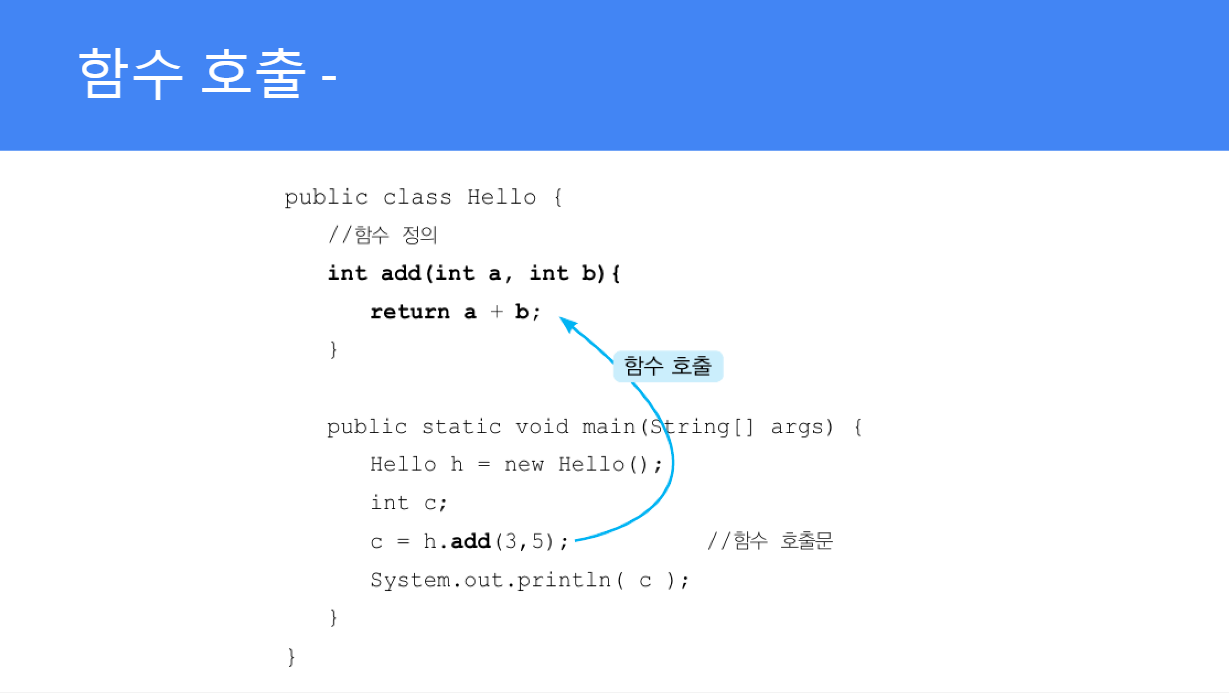 함수 호출 -
public class Hello {
//함수 정의
int add(int a, int b){
return a + b;
}
함수 호출
public static void main(String[] args) {
Hello h = new Hello();
int c;
c = h.add(3,5); //함수 호출문
System.out.println( c );
}
}